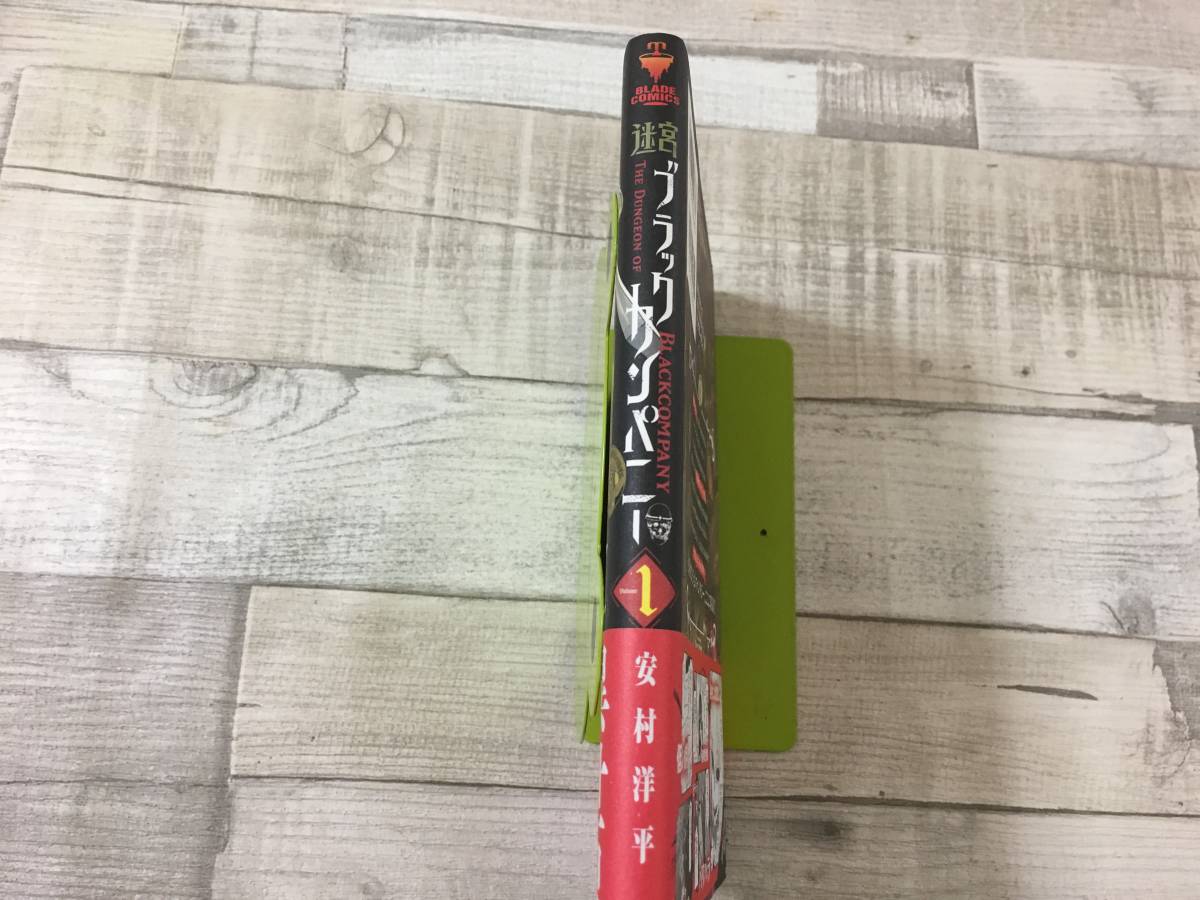 T
BLADE
COMICS
迷宮
ブラック
カンパニー
THE DUNGEON OF
BLACKCOMPANY
Volume
1
安村洋平